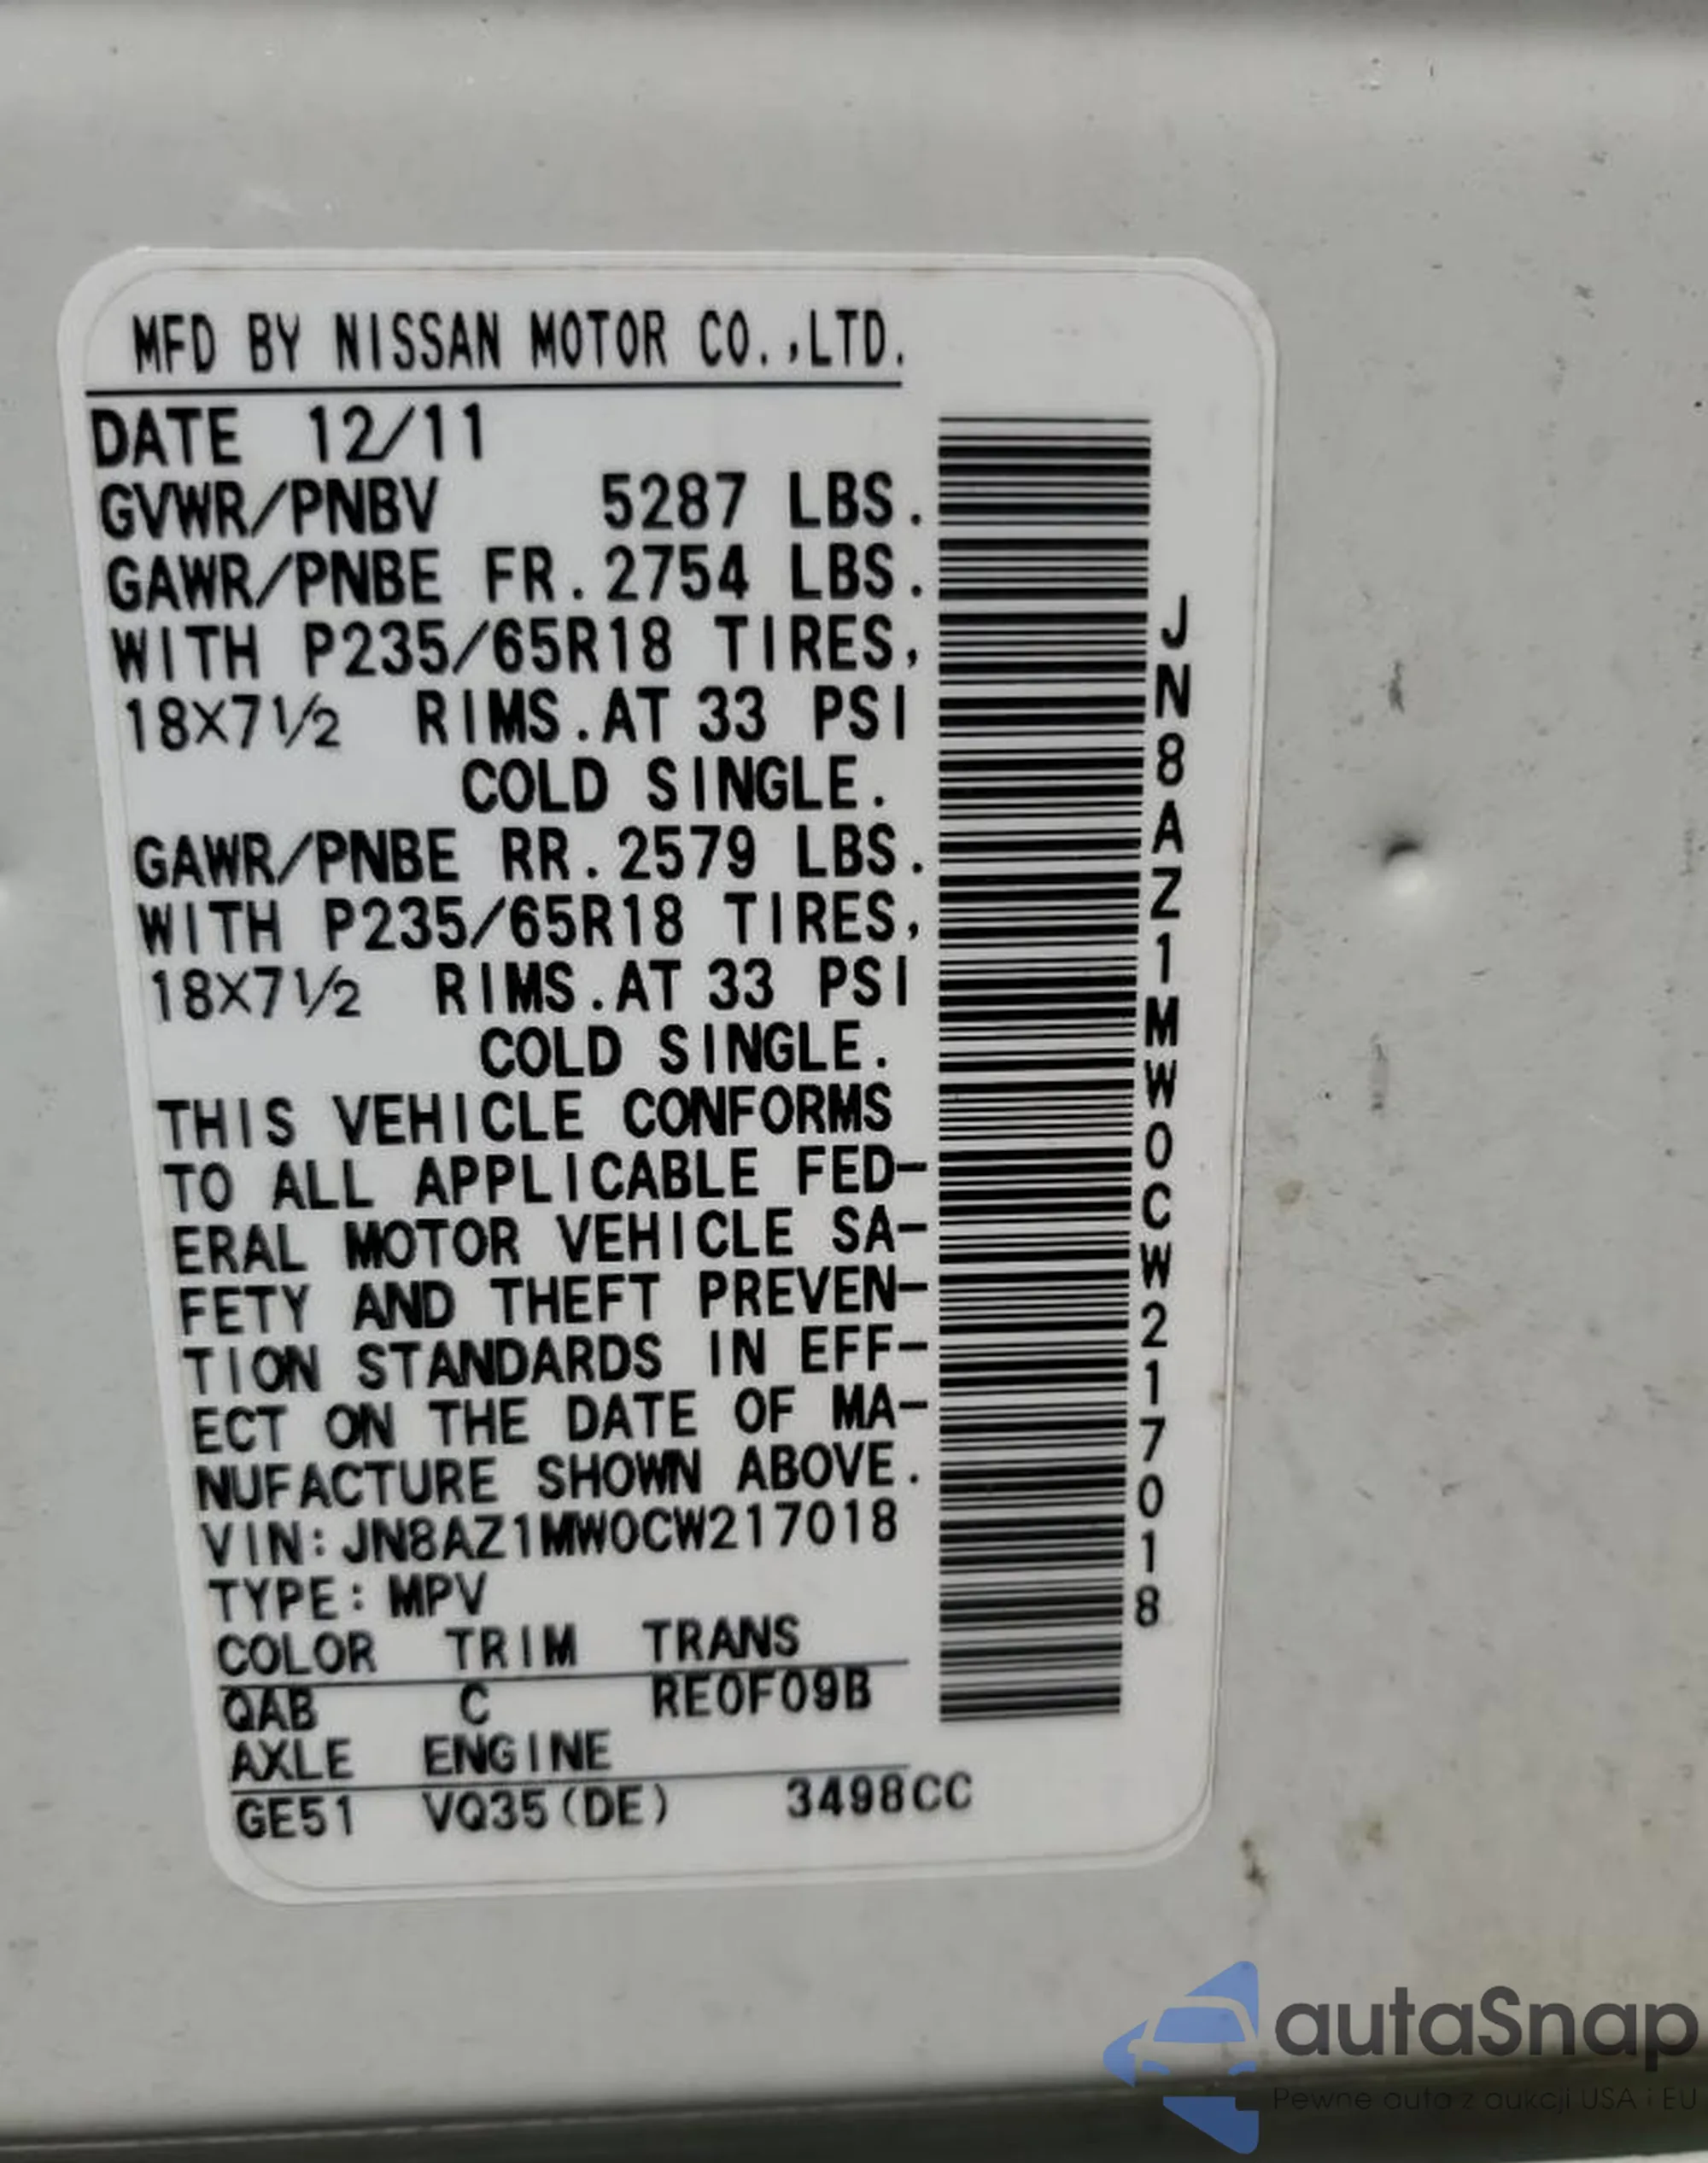 MFD BY NISSAN MOTOR CO.,LTD.
DATE 12/11
GVWR/PNBV 5287 LBS.
GAWR/PNBE FR.2754 LBS.
WITH P235/65R18 TIRES,
18X7½ RIMS.AT 33 PSI
COLD SINGLE.
GAWR/PNBE RR.2579 LBS.
WITH P235/65R18 TIRES,
18X7½ RIMS.AT 33 PSI
COLD SINGLE.
THIS VEHICLE CONFORMS
TO ALL APPLICABLE FED-
ERAL MOTOR VEHICLE SA-
FETY AND THEFT PREVEN-
TION STANDARDS IN EFF-
ECT ON THE DATE OF MA-
NUFACTURE SHOWN ABOVE.
VIN:JN8AZ1MW0CW217018
TYPE:MPV
COLOR TRIM TRANS
QAB C RE0F09B
AXLE ENGINE
GE51 VQ35(DE) 3498CC
JN8AZ1MW0CW217018
autaSnap
Pewne auta z aukcji USA i EU